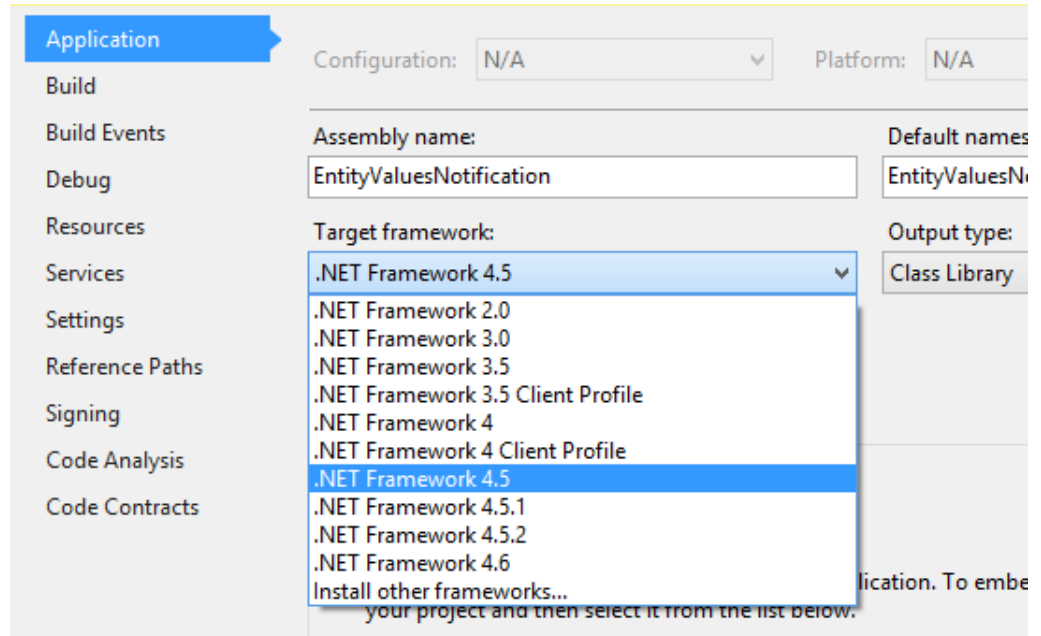 Application
Build
Build Events
Debug
Resources
Services
Settings
Reference Paths
Signing
Code Analysis
Code Contracts
Configuration: N/A Platform: N/A
Assembly name: Default names
EntityValuesNotification EntityValuesN
Target framework: Output type:
.NET Framework 4.5 Class Library
.NET Framework 2.0
.NET Framework 3.0
.NET Framework 3.5
.NET Framework 3.5 Client Profile
.NET Framework 4
.NET Framework 4 Client Profile
.NET Framework 4.5
.NET Framework 4.5.1
.NET Framework 4.5.2
.NET Framework 4.6
Install other frameworks...
lication. To embe
your project and then select it from the list below.